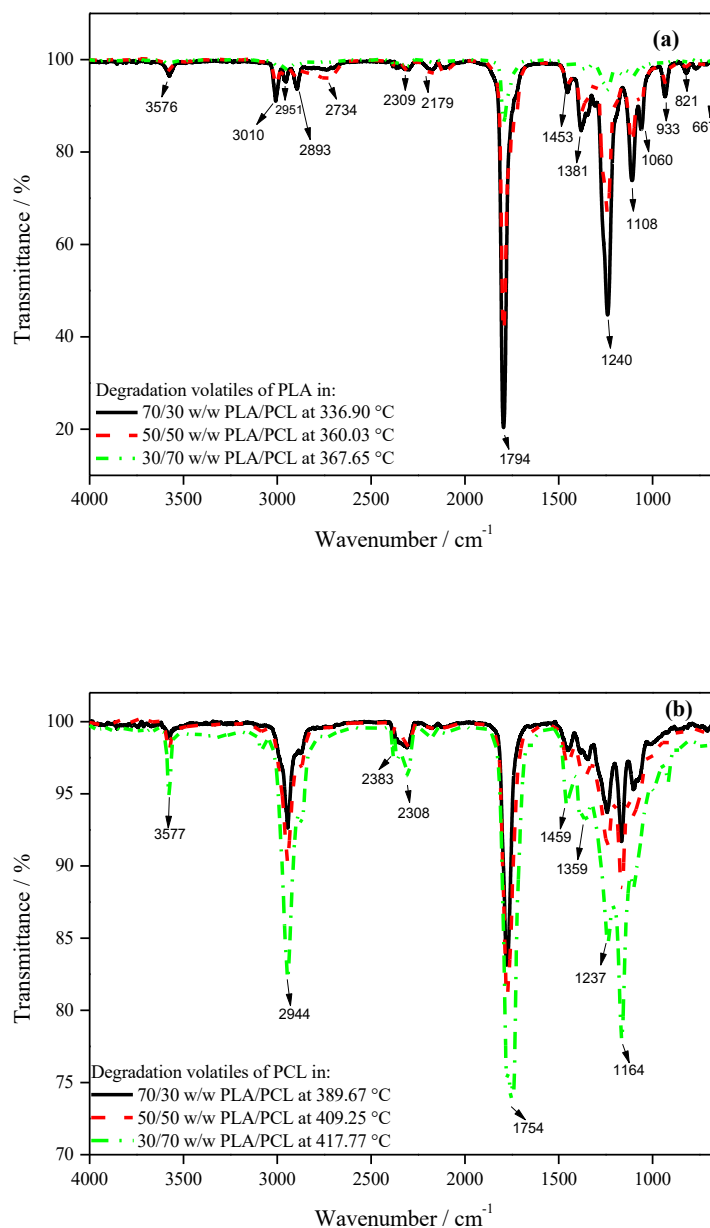 (a)
100
80
60
40
20
Transmittance / %
3576
3010
2951
2893
2734
2309
2179
1794
1453
1381
1240
1108
1060
933
821
667
Degradation volatiles of PLA in:
70/30 w/w PLA/PCL at 336.90 °C
50/50 w/w PLA/PCL at 360.03 °C
30/70 w/w PLA/PCL at 367.65 °C
4000 3500 3000 2500 2000 1500 1000
Wavenumber / cm-1
(b)
100
95
90
85
80
75
70
Transmittance / %
3577
2944
2383
2308
1754
1459
1359
1237
1164
Degradation volatiles of PCL in:
70/30 w/w PLA/PCL at 389.67 °C
50/50 w/w PLA/PCL at 409.25 °C
30/70 w/w PLA/PCL at 417.77 °C
4000 3500 3000 2500 2000 1500 1000
Wavenumber / cm-1